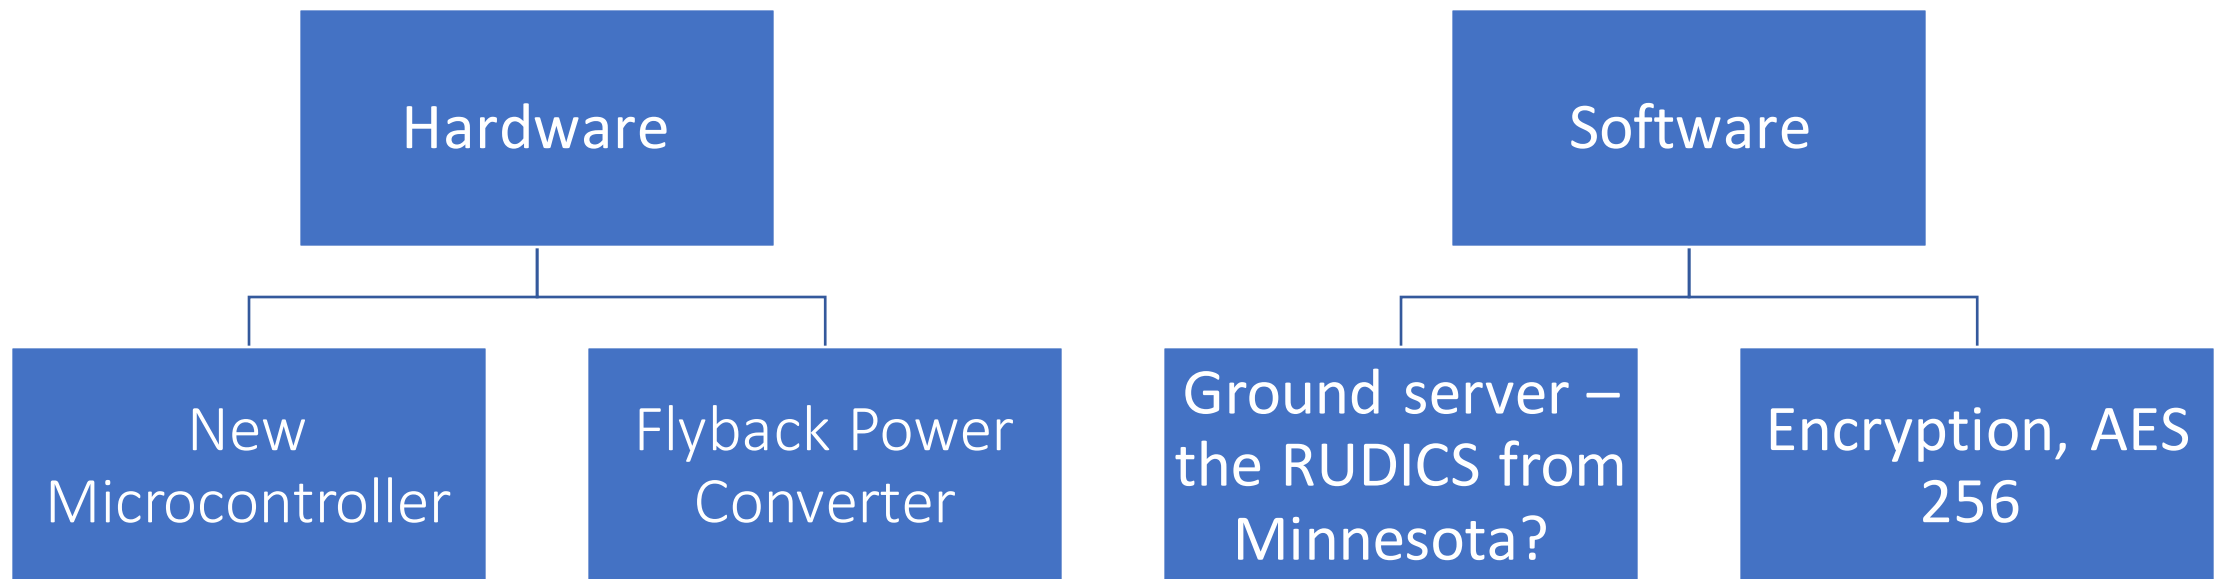 Hardware
Software
New
Microcontroller
Flyback Power
Converter
Ground server –
the RUDICS from
Minnesota?
Encryption, AES
256